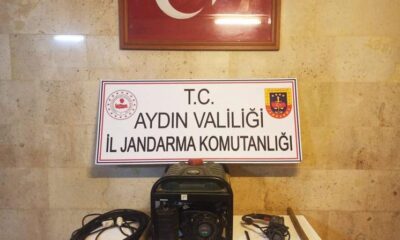 T.C.
AYDIN VALİLİĞİ
İL JANDARMA KOMUTANLIĞI